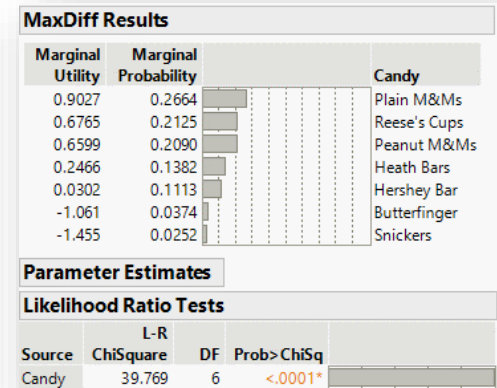 MaxDiff Results
Marginal Marginal
Utility Probability Candy
0.9027 0.2664 Plain M&Ms
0.6765 0.2125 Reese's Cups
0.6599 0.2090 Peanut M&Ms
0.2466 0.1382 Heath Bars
0.0302 0.1113 Hershey Bar
-1.061 0.0374 Butterfinger
-1.455 0.0252 Snickers
Parameter Estimates
Likelihood Ratio Tests
L-R
Source ChiSquare DF Prob>ChiSq
Candy 39.769 6 <.0001*